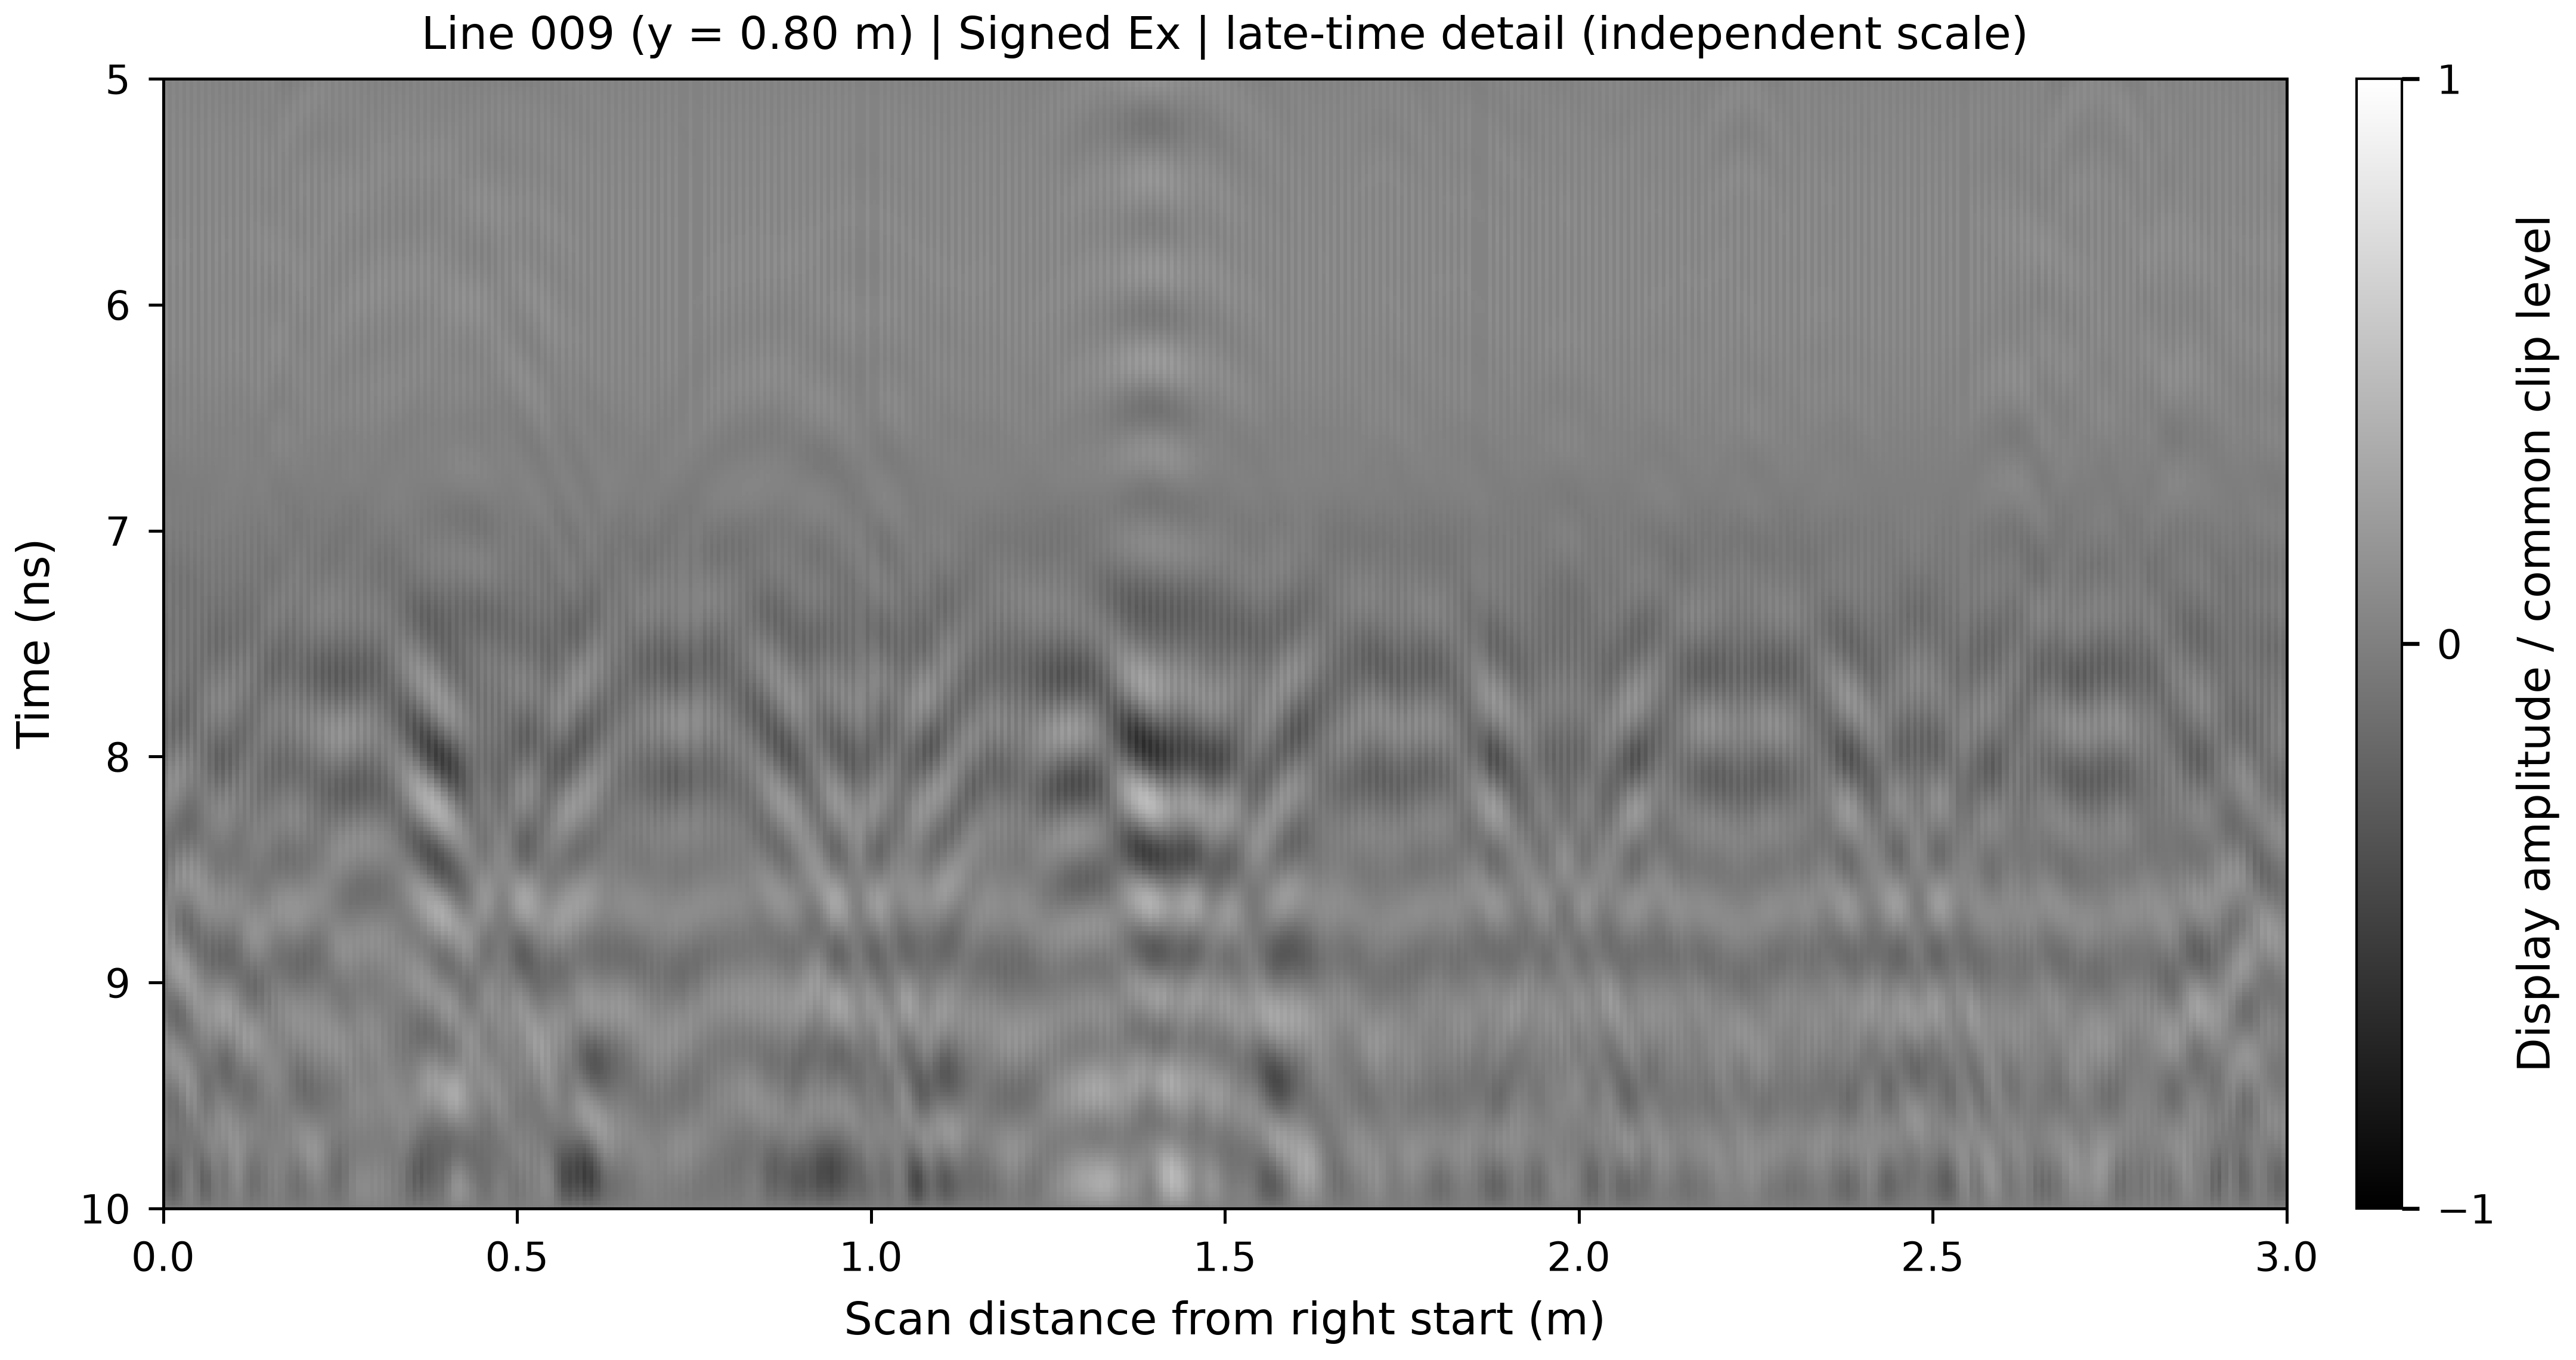 Line 009 (y = 0.80 m) | Signed Ex | late-time detail (independent scale)
5
6
7
8
9
10
Time (ns)
0.0 0.5 1.0 1.5 2.0 2.5 3.0
Scan distance from right start (m)
1
0
−1
Display amplitude / common clip level